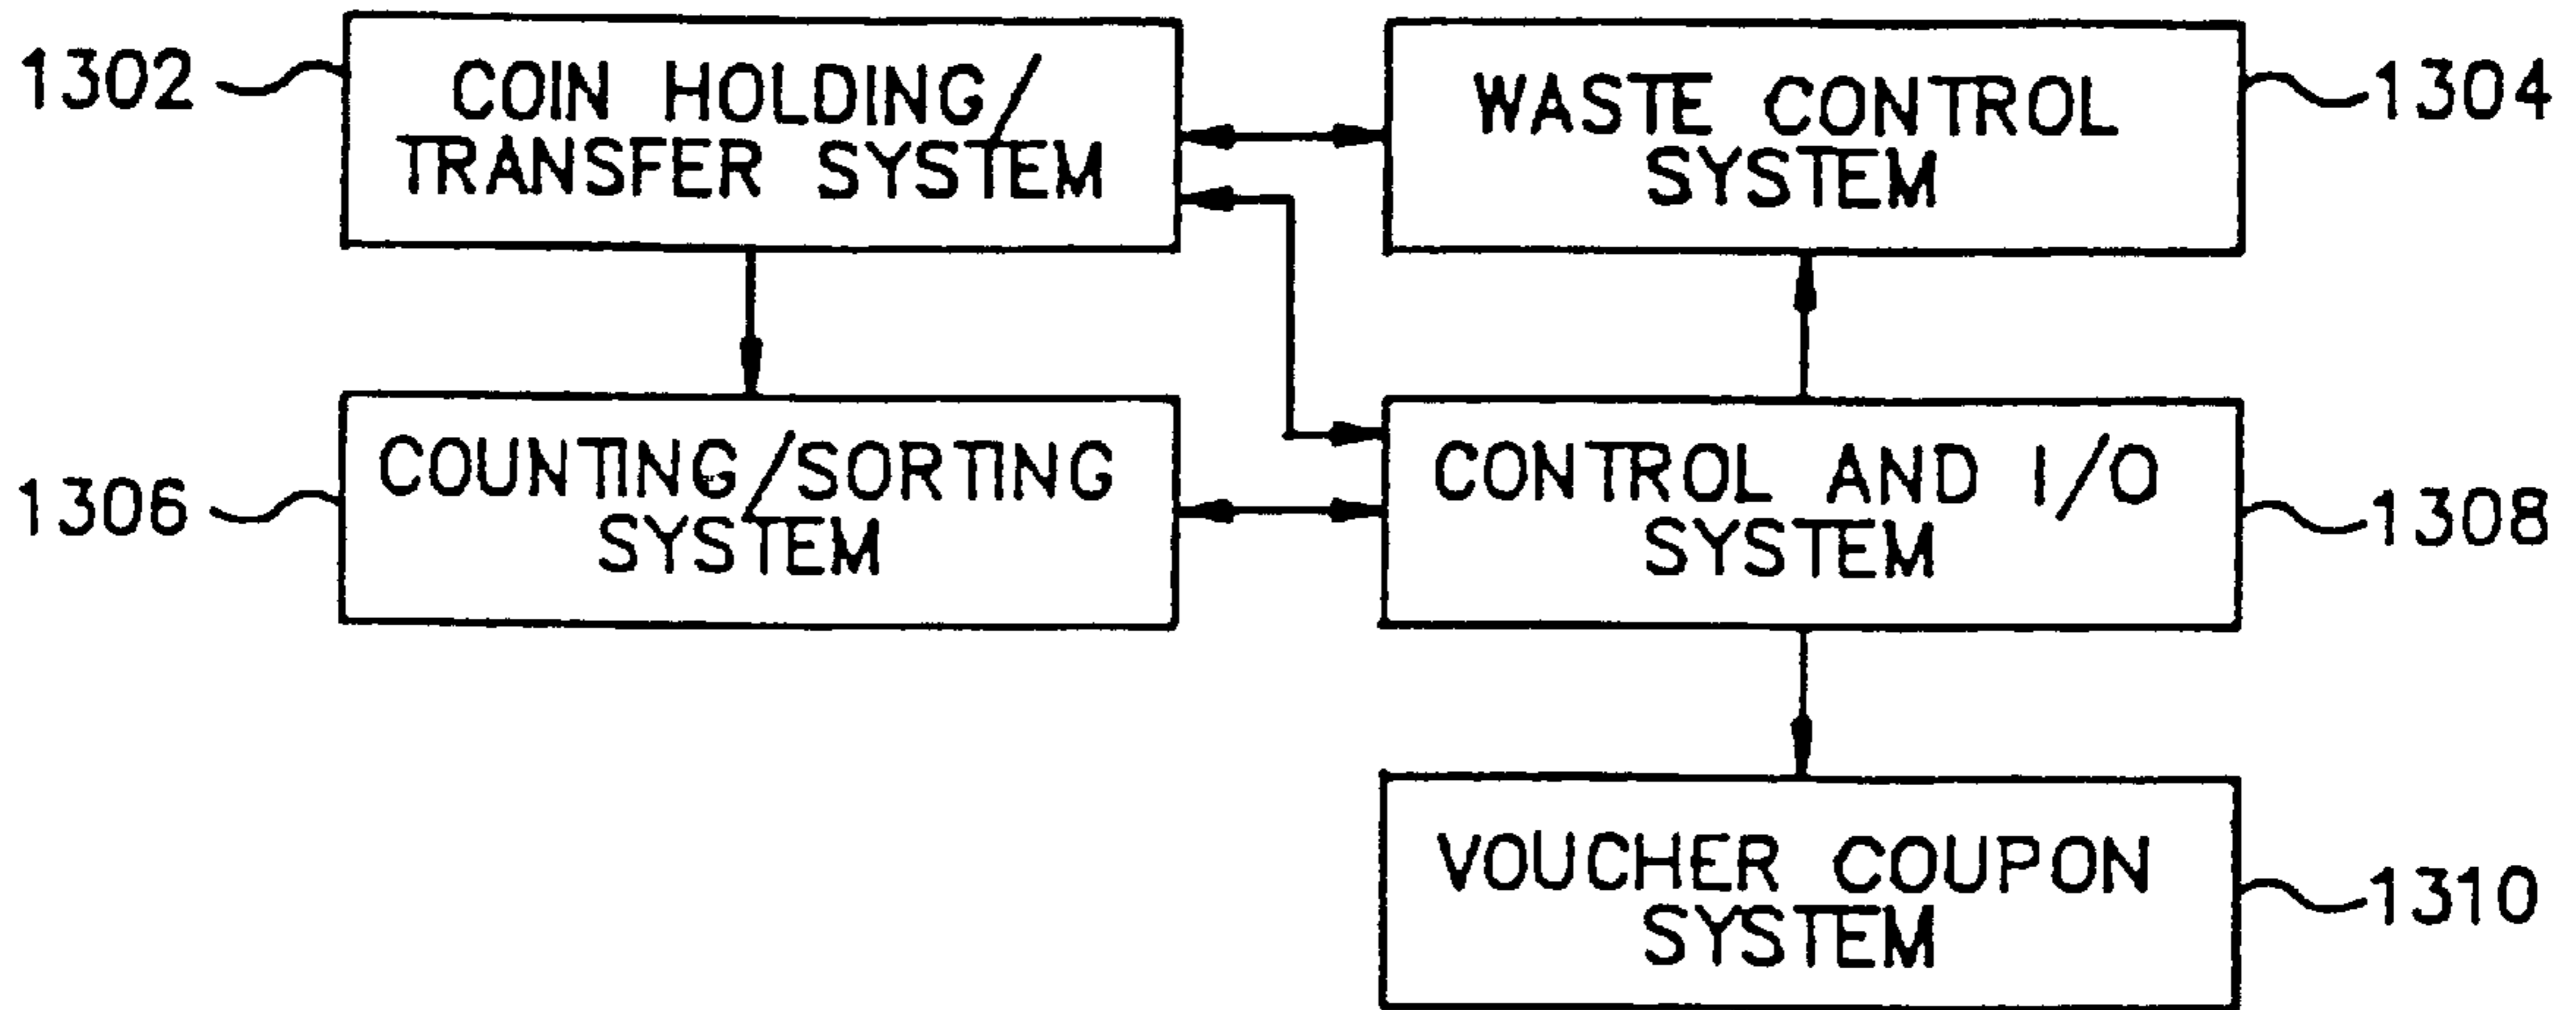 1302
COIN HOLDING/
TRANSFER SYSTEM
WASTE CONTROL
SYSTEM
1304
1306
COUNTING/SORTING
SYSTEM
CONTROL AND I/O
SYSTEM
1308
VOUCHER COUPON
SYSTEM
1310